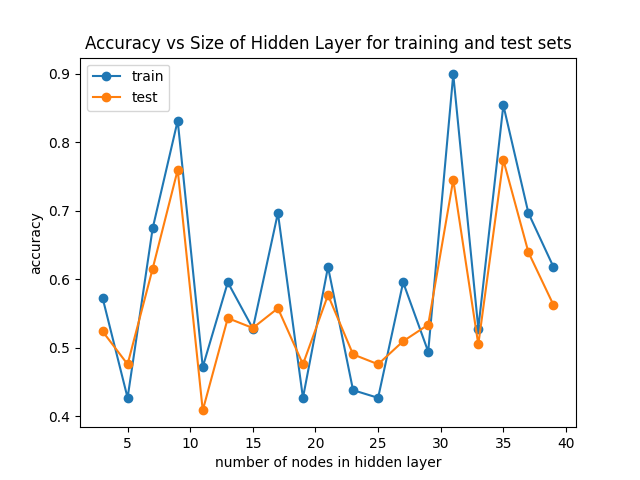 Accuracy vs Size of Hidden Layer for training and test sets
train
test
0.9
0.8
0.7
0.6
0.5
0.4
accuracy
5 10 15 20 25 30 35 40
number of nodes in hidden layer